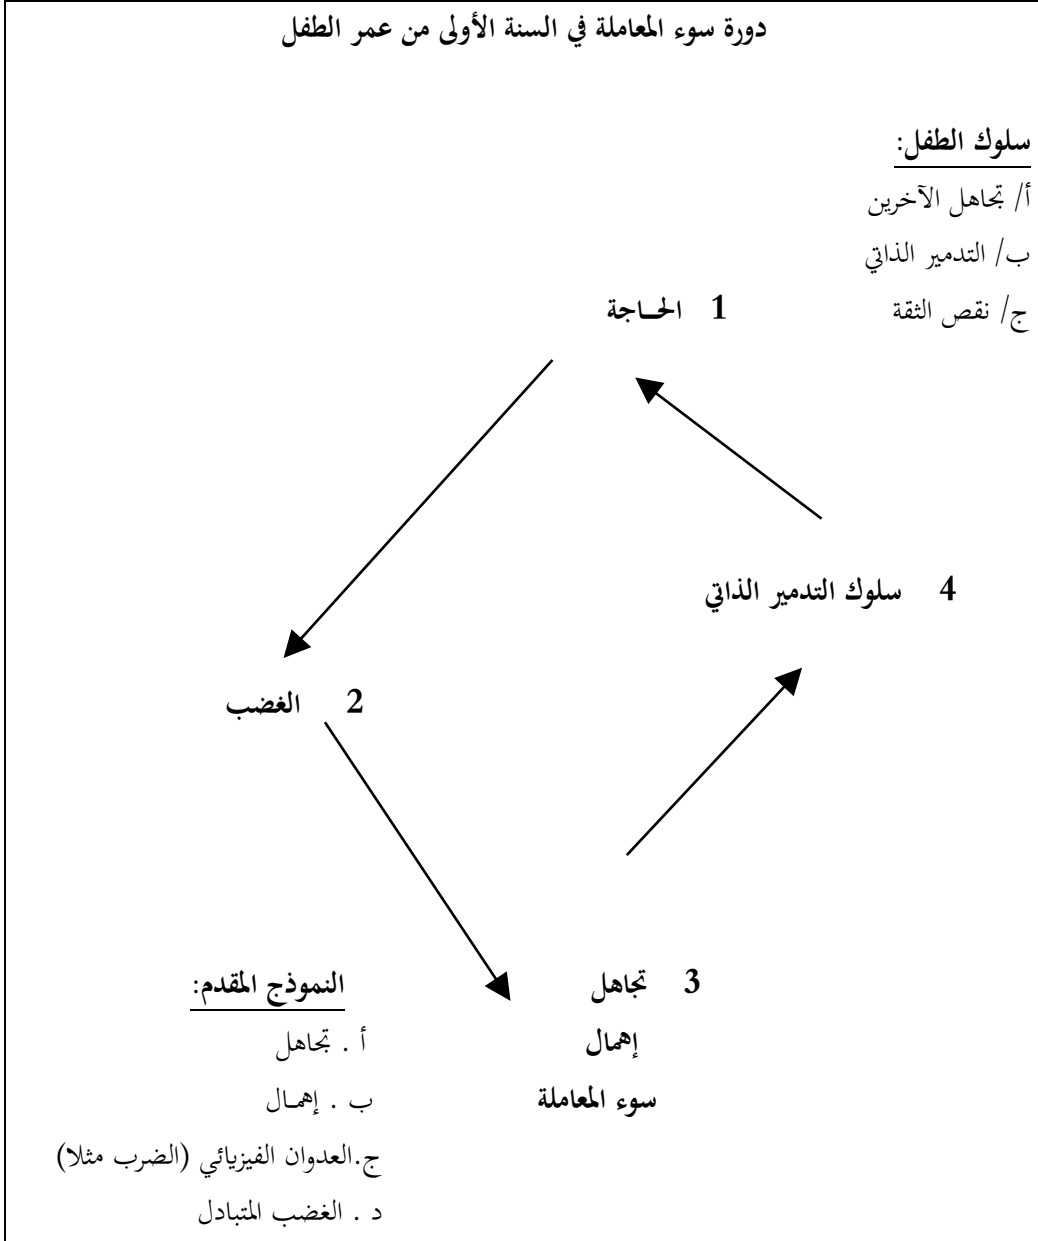 دورة سوء المعاملة في السنة الأولى من عمر الطفل
سلوك الطفل:
أ/ تجاهل الآخرين
ب/ التدمير الذاتي
ج/ نقص الثقة
1 الحاجة
4 سلوك التدمير الذاتي
2 الغضب
3 تجاهل
إهمال
سوء المعاملة
النموذج المقدم:
أ . تجاهل
ب . إهمال
ج.العدوان الفيزيائي (الضرب مثلا)
د . الغضب المتبادل